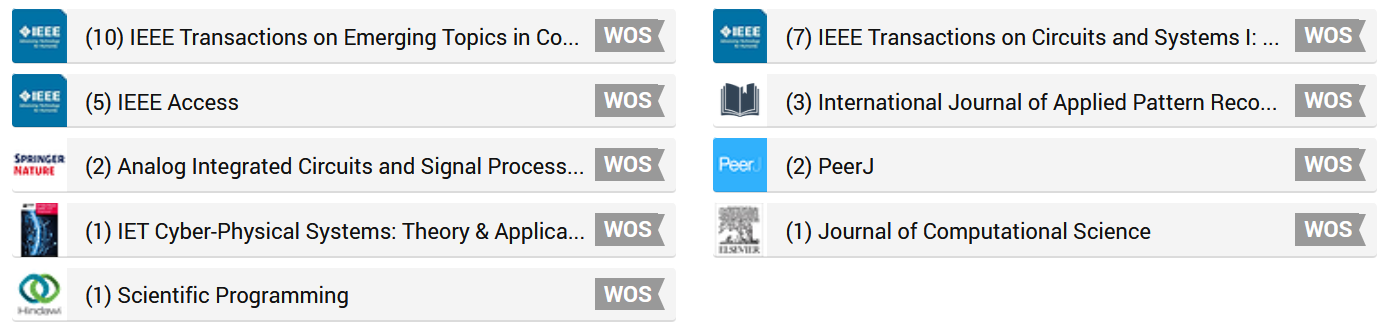 IEEE
(10) IEEE Transactions on Emerging Topics in Co...
WOS
IEEE
(7) IEEE Transactions on Circuits and Systems I: ...
WOS
IEEE
(5) IEEE Access
WOS
(3) International Journal of Applied Pattern Reco...
WOS
SPRINGER
NATURE
(2) Analog Integrated Circuits and Signal Process...
WOS
PeerJ
(2) PeerJ
WOS
(1) IET Cyber-Physical Systems: Theory & Applica...
WOS
ELSEVIER
(1) Journal of Computational Science
WOS
Hindawi
(1) Scientific Programming
WOS